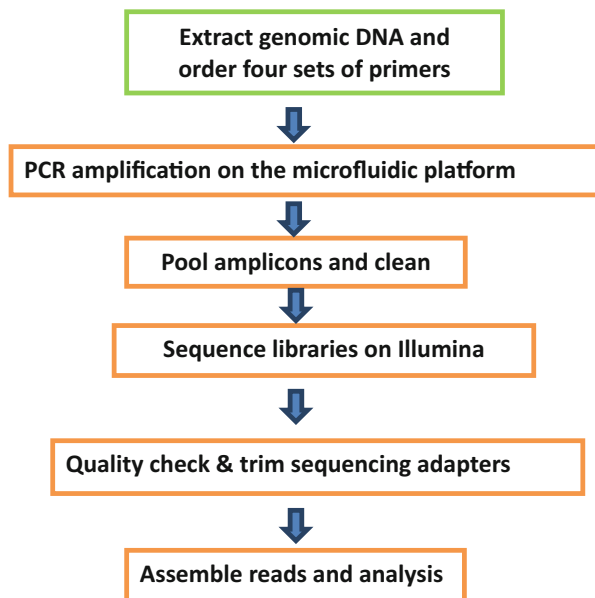 Extract genomic DNA and
order four sets of primers
PCR amplification on the microfluidic platform
Pool amplicons and clean
Sequence libraries on Illumina
Quality check & trim sequencing adapters
Assemble reads and analysis